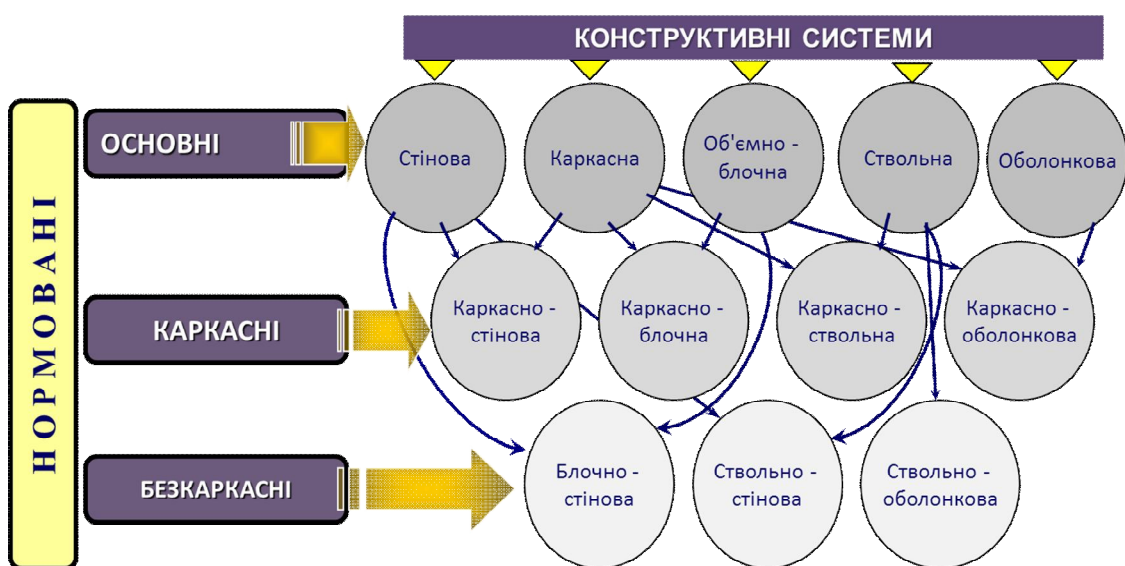 КОНСТРУКТИВНІ СИСТЕМИ
НОРМОВАНІ
ОСНОВНІ
Стінова
Каркасна
Об'ємно -
блочна
Ствольна
Оболонкова
КАРКАСНІ
Каркасно -
стінова
Каркасно -
блочна
Каркасно -
ствольна
Каркасно -
оболонкова
БЕЗКАРКАСНІ
Блочно -
стінова
Ствольно -
стінова
Ствольно -
оболонкова